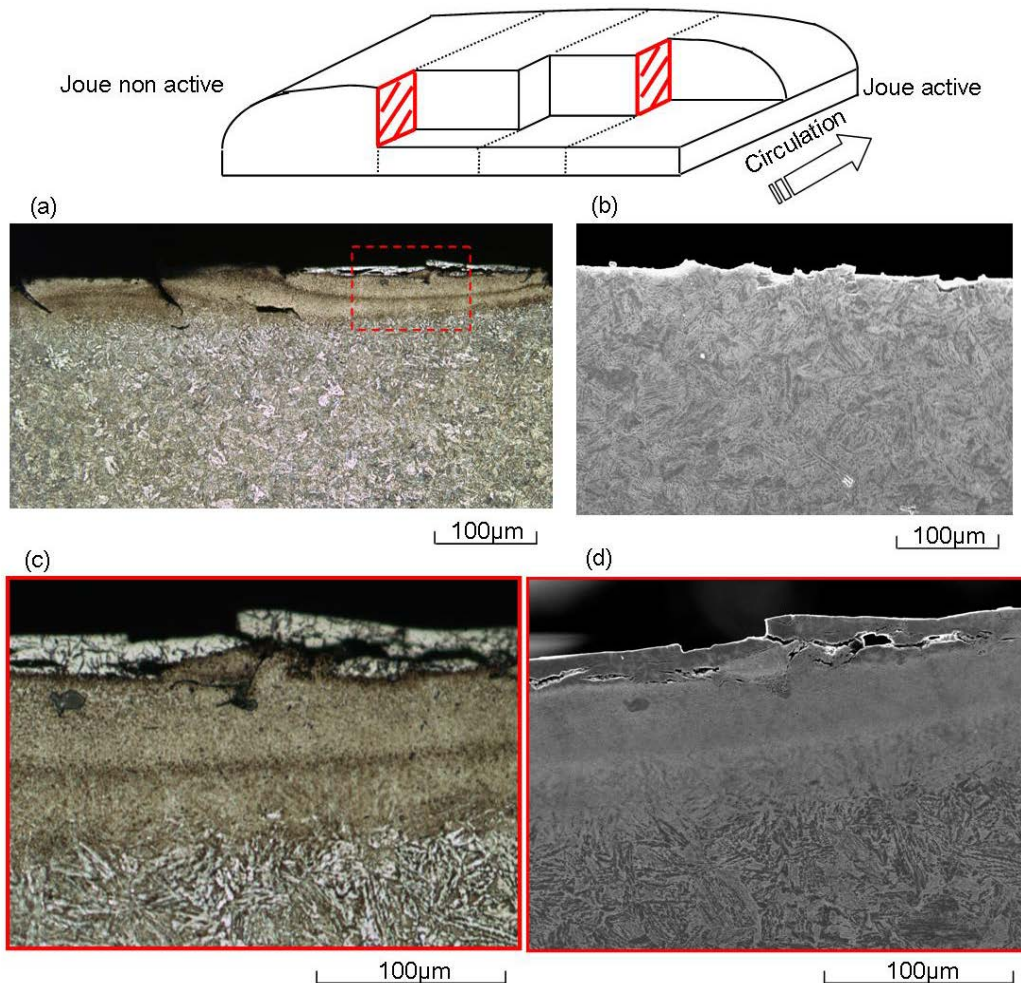 Joue non active
Joue active
Circulation
(a)
(b)
100µm
100µm
(c)
(d)
100µm
100µm